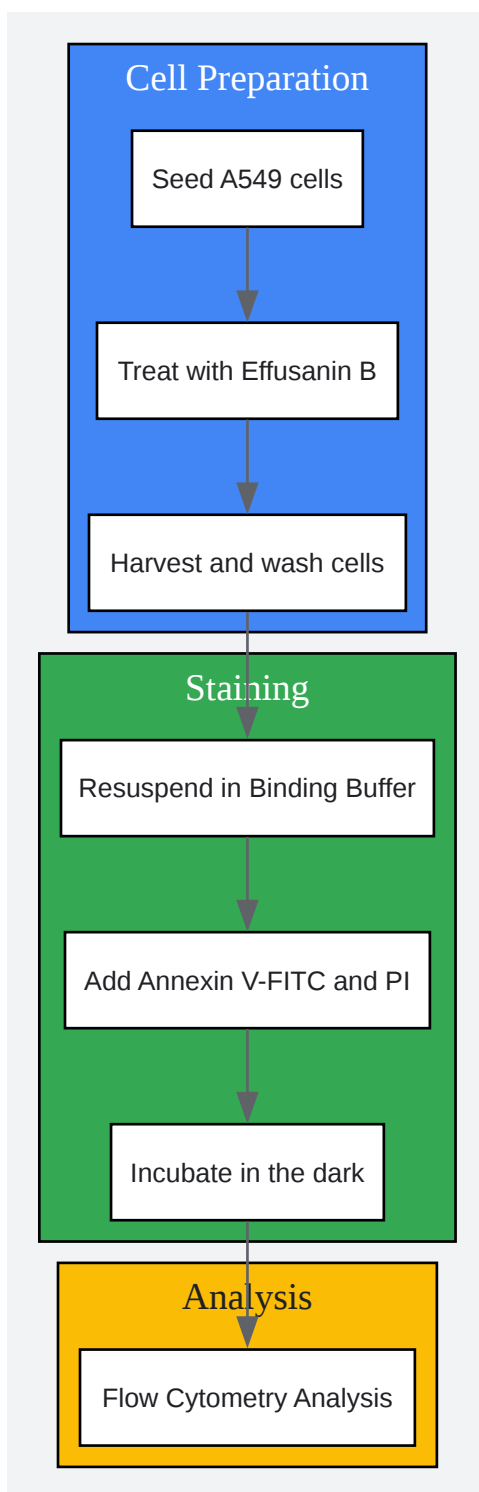 Cell Preparation
Seed A549 cells
Treat with Effusanin B
Harvest and wash cells
Staining
Resuspend in Binding Buffer
Add Annexin V-FITC and PI
Incubate in the dark
Analysis
Flow Cytometry Analysis